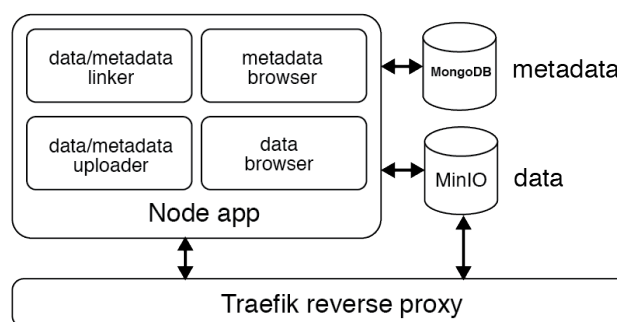 data/metadata
linker
metadata
browser
MongoDB
metadata
data/metadata
uploader
data
browser
MinIO
data
Node app
Traefik reverse proxy